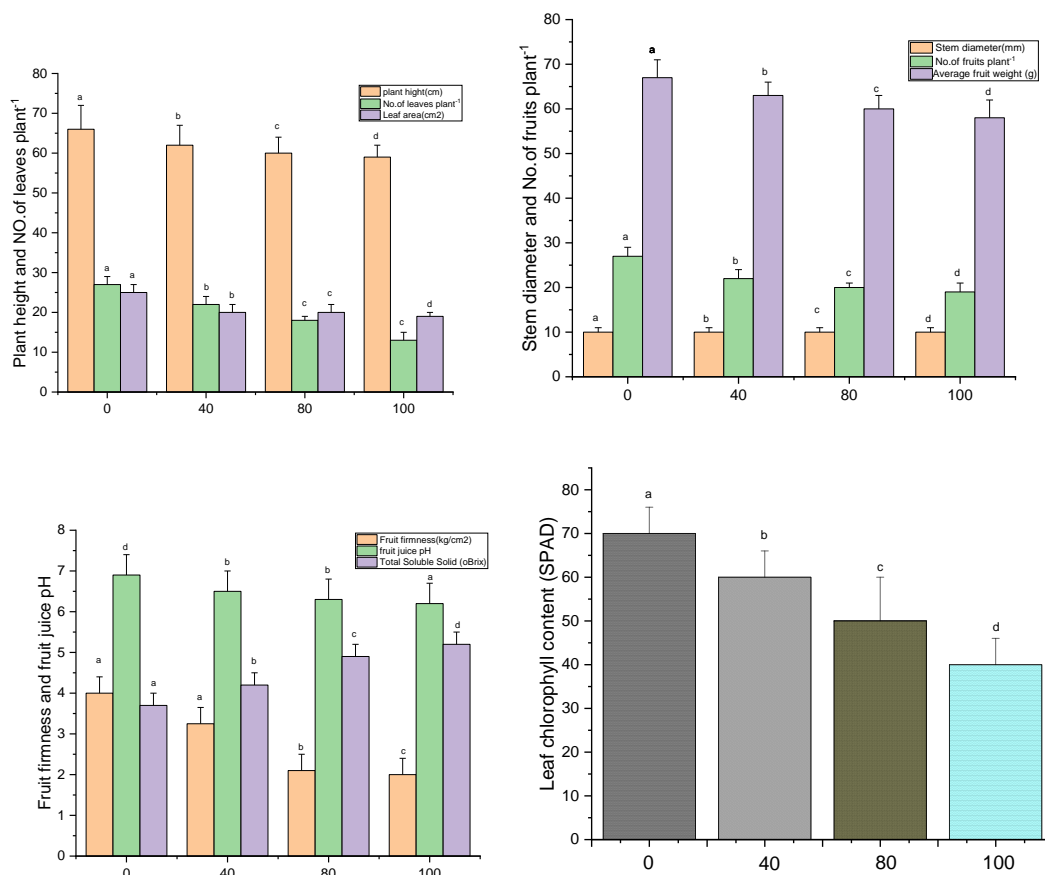 plant hight(cm)
No.of leaves plant-1
Leaf area(cm2)
Plant height and NO.of leaves plant-1
80
70
60
50
40
30
20
10
0
a
a
a
b
b
b
c
c
c
d
c
d
0 40 80 100
Stem diameter(mm)
No.of fruits plant-1
Average fruit weight (g)
Stem diameter and No.of fruits plant-1
70
60
50
40
30
20
10
0
a
a
a
b
b
b
c
c
c
d
d
d
0 40 80 100
Fruit firmness(kg/cm2)
fruit juice pH
Total Soluble Solid (oBrix)
Fruit firmness and fruit juice pH
8
7
6
5
4
3
2
1
0
a
d
a
a
b
b
b
b
c
c
a
d
0 40 80 100
Leaf chlorophyll content (SPAD)
80
70
60
50
40
30
20
10
0
a
b
c
d
0 40 80 100